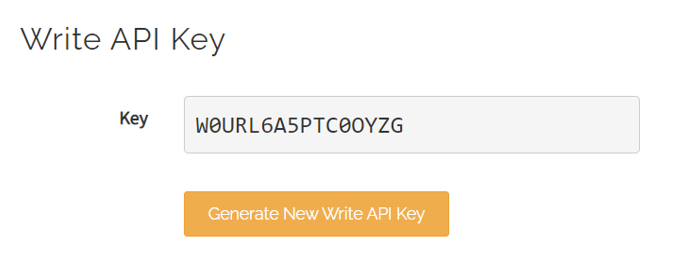 Write API Key
Key
W0URL6A5PTC0OYZG
Generate New Write API Key